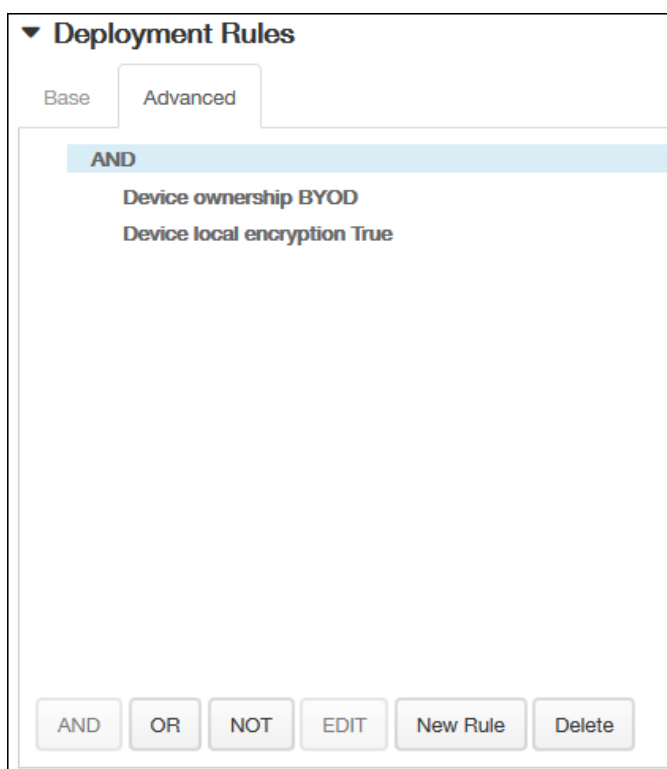 Deployment Rules
Base Advanced
AND
Device ownership BYOD
Device local encryption True
AND OR NOT EDIT New Rule Delete